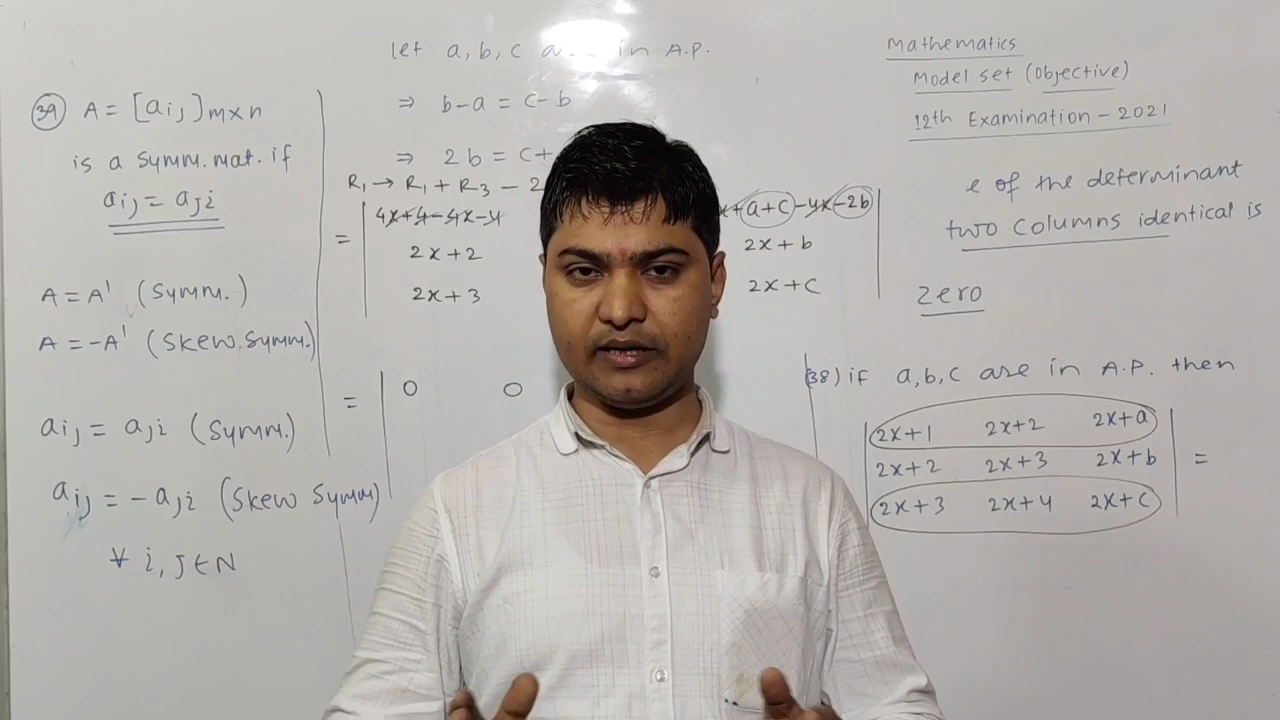 (39) A = [aij]m×n
is a symm. mat. if
aij = aji
A = A' (symm.)
A = -A' (skew symm.)
aij = aji (symm.)
aij = -aji (skew symm)
∀ i, j ∈ N
let a, b, c in A.P.
⇒ b-a = c-b
⇒ 2b = c+
R1 → R1 + R3 - 2
4x+4-4x-4 x+a+c-4x-2b
= 2x+2 2x+b
2x+3 2x+c
= 0 0
Mathematics
Model set (Objective)
12th Examination - 2021
of the determinant
two columns identical is
zero
(38) if a, b, c are in A.P. then
2x+1 2x+2 2x+a
2x+2 2x+3 2x+b =
2x+3 2x+4 2x+c